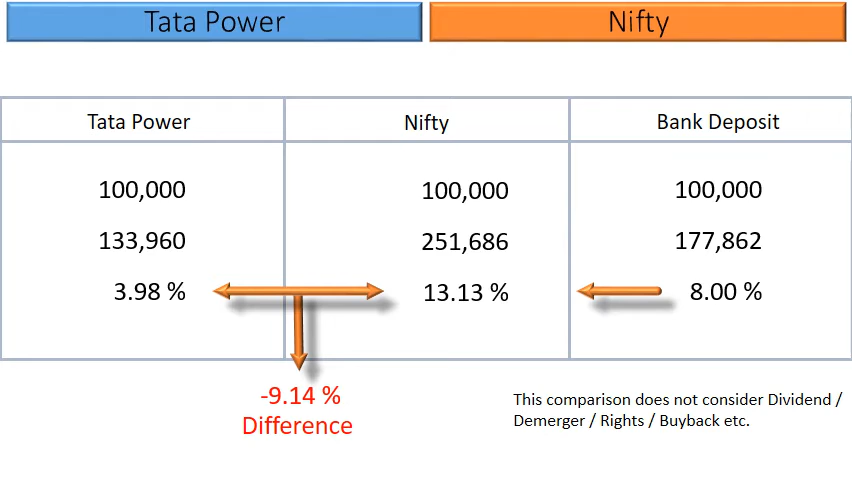 Tata Power
Nifty
Tata Power
Nifty
Bank Deposit
100,000
100,000
100,000
133,960
251,686
177,862
3.98 %
13.13 %
8.00 %
-9.14 %
Difference
This comparison does not consider Dividend /
Demerger / Rights / Buyback etc.